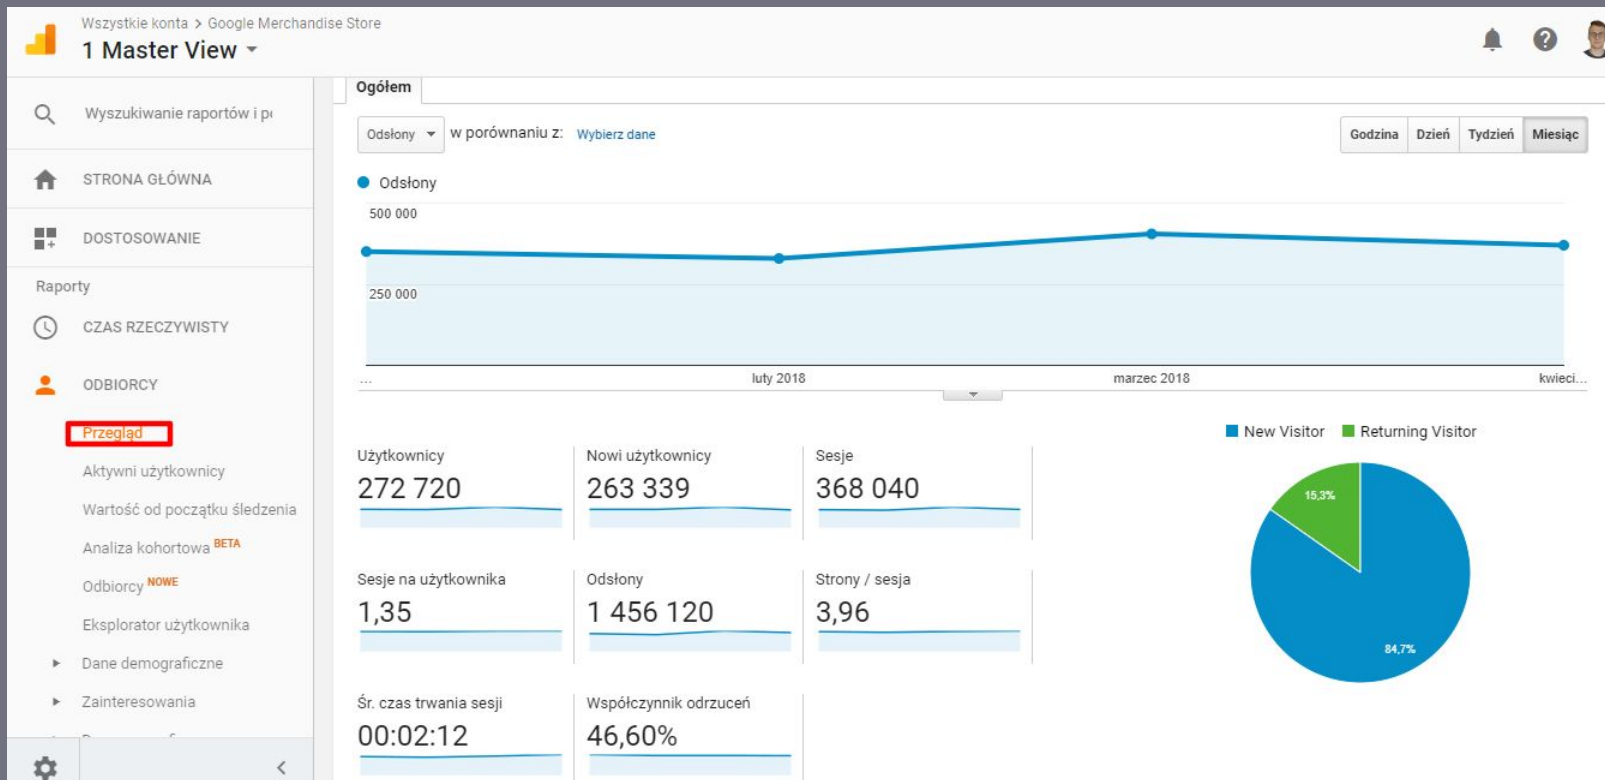 Wszystkie konta > Google Merchandise Store
1 Master View
Wyszukiwanie raportów i
STRONA GŁÓWNA
DOSTOSOWANIE
Raporty
CZAS RZECZYWISTY
ODBIORCY
Przegląd
Aktywni użytkownicy
Wartość od początku śledzenia
Analiza kohortowa BETA
Odbiorcy NOWE
Eksplorator użytkownika
Dane demograficzne
Zainteresowania
Ogółem
Odsłony w porównaniu z: Wybierz dane
Godzina Dzień Tydzień Miesiąc
Odsłony
500 000
250 000
... luty 2018 marzec 2018 kwieci...
Użytkownicy Nowi użytkownicy Sesje
272 720 263 339 368 040
Sesje na użytkownika Odsłony Strony / sesja
1,35 1 456 120 3,96
Śr. czas trwania sesji Współczynnik odrzuceń
00:02:12 46,60%
New Visitor Returning Visitor
15,3%
84,7%